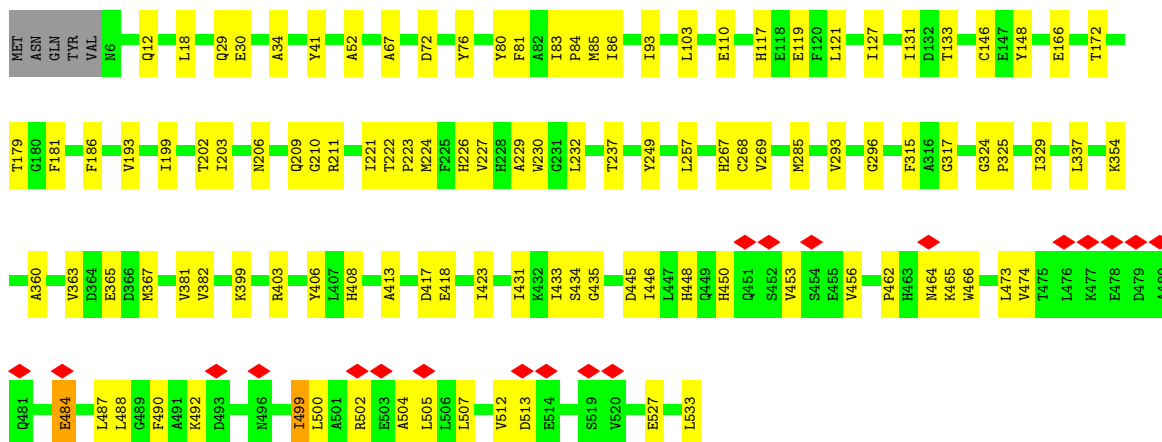 MET ASN GLN TYR VAL N6 Q12 L18 Q29 E30 A34 Y41 A52 A67 D72 Y76 Y80 F81 A82 I83 P84 M85 I86 I93 L103 E110 H117 E118 E119 F120 L121 I127 I131 D132 T133 C146 E147 Y148 E166 T172
T179 G180 F181 F186 V193 I199 T202 I203 N206 Q209 G210 R211 I221 T222 P223 M224 F225 H226 V227 H228 A229 W230 G231 L232 T237 Y249 L257 H267 C268 V269 M285 V293 G296 F315 A316 G317 G324 P325 I329 L337 K354
A360 V363 D364 E365 D366 M367 V381 V382 K399 R403 Y406 L407 H408 A413 D417 E418 I423 I431 K432 I433 S434 G435 D445 I446 L447 H448 Q449 H450 Q451 S452 V453 S454 E455 V456 P462 H463 N464 K465 W466 L473 V474 T475 L476 K477 E478 D479 A480
Q481 E484 L487 L488 G489 F490 A491 K492 D493 N496 I499 L500 A501 R502 E503 A504 L505 L506 L507 V512 D513 E514 S519 V520 E527 L533